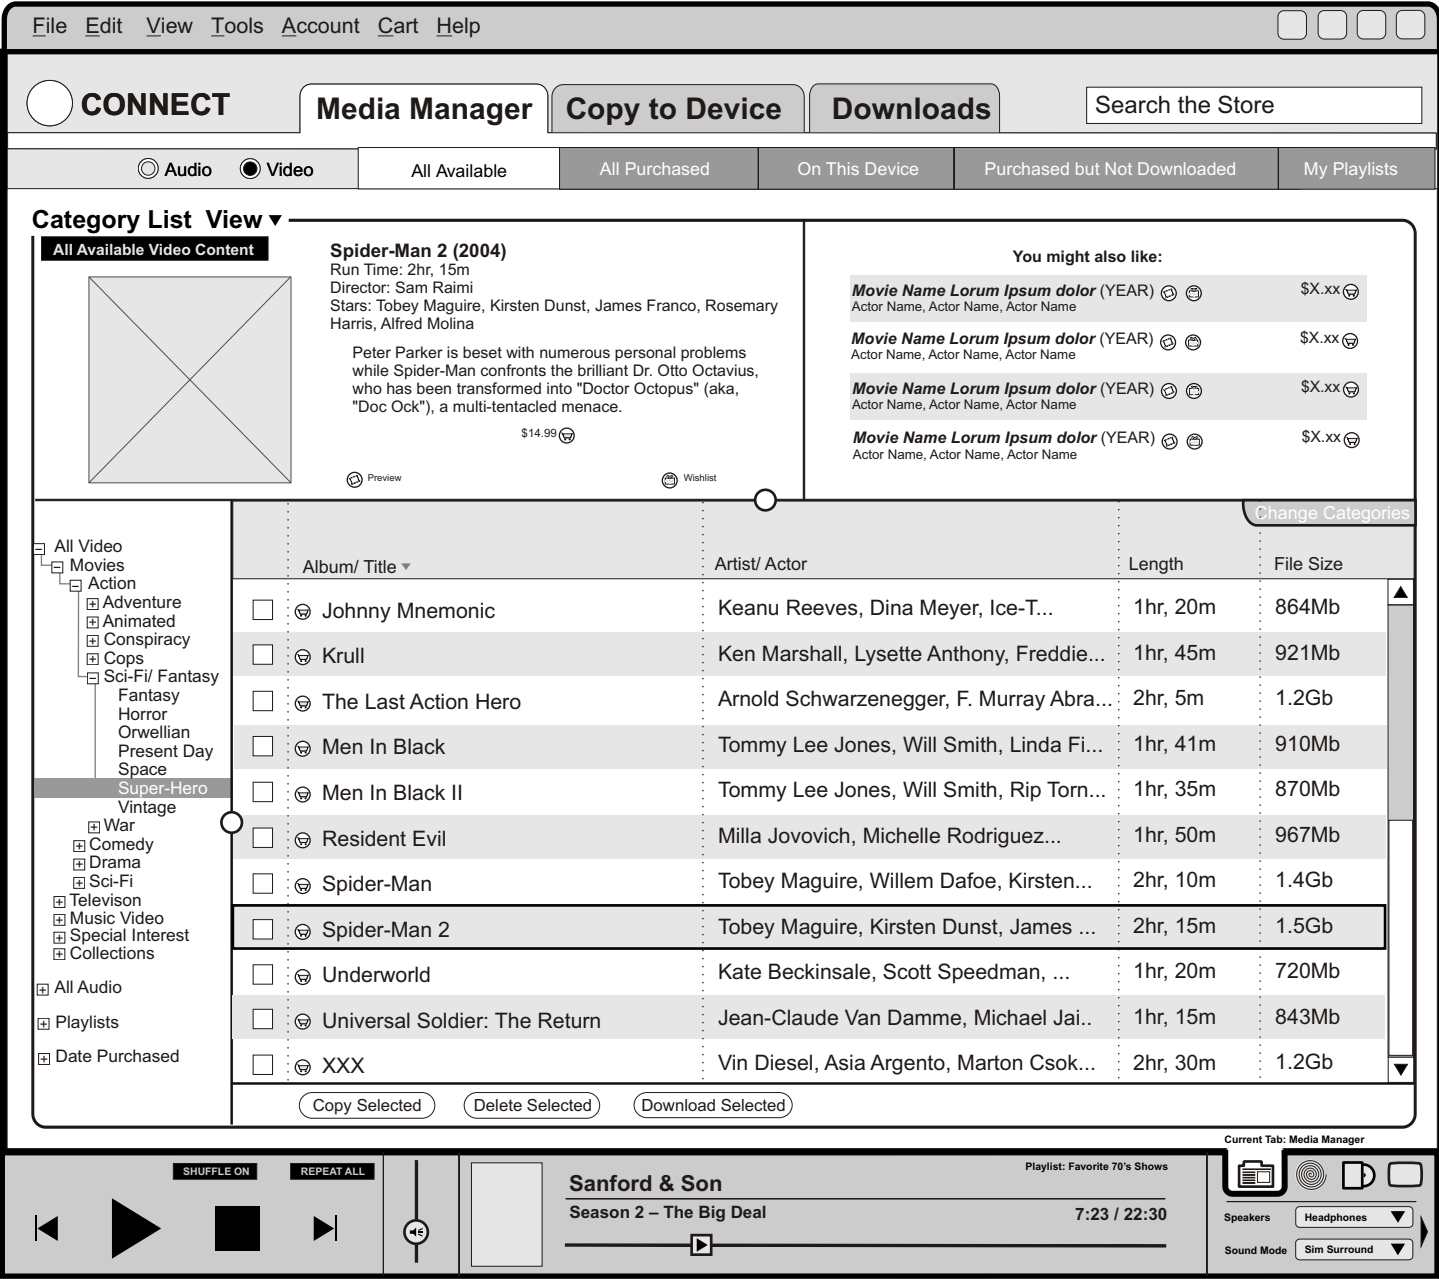 File Edit View Tools Account Cart Help
CONNECT
Media Manager
Copy to Device
Downloads
Search the Store
Audio
Video
All Available
All Purchased
On This Device
Purchased but Not Downloaded
My Playlists
Category List View
All Available Video Content
Spider-Man 2 (2004)
Run Time: 2hr, 15m
Director: Sam Raimi
Stars: Tobey Maguire, Kirsten Dunst, James Franco, Rosemary
Harris, Alfred Molina
Peter Parker is beset with numerous personal problems
while Spider-Man confronts the brilliant Dr. Otto Octavius,
who has been transformed into "Doctor Octopus" (aka,
"Doc Ock"), a multi-tentacled menace.
$14.99
Preview
Wishlist
You might also like:
Movie Name Lorum Ipsum dolor (YEAR) $X.xx
Actor Name, Actor Name, Actor Name
Movie Name Lorum Ipsum dolor (YEAR) $X.xx
Actor Name, Actor Name, Actor Name
Movie Name Lorum Ipsum dolor (YEAR) $X.xx
Actor Name, Actor Name, Actor Name
Movie Name Lorum Ipsum dolor (YEAR) $X.xx
Actor Name, Actor Name, Actor Name
Change Categories
All Video
Movies
Action
Adventure
Animated
Conspiracy
Cops
Sci-Fi/ Fantasy
Fantasy
Horror
Orwellian
Present Day
Space
Super-Hero
Vintage
War
Comedy
Drama
Sci-Fi
Televison
Music Video
Special Interest
Collections
All Audio
Playlists
Date Purchased
Album/ Title Artist/ Actor Length File Size
Johnny Mnemonic Keanu Reeves, Dina Meyer, Ice-T... 1hr, 20m 864Mb
Krull Ken Marshall, Lysette Anthony, Freddie... 1hr, 45m 921Mb
The Last Action Hero Arnold Schwarzenegger, F. Murray Abra... 2hr, 5m 1.2Gb
Men In Black Tommy Lee Jones, Will Smith, Linda Fi... 1hr, 41m 910Mb
Men In Black II Tommy Lee Jones, Will Smith, Rip Torn... 1hr, 35m 870Mb
Resident Evil Milla Jovovich, Michelle Rodriguez... 1hr, 50m 967Mb
Spider-Man Tobey Maguire, Willem Dafoe, Kirsten... 2hr, 10m 1.4Gb
Spider-Man 2 Tobey Maguire, Kirsten Dunst, James ... 2hr, 15m 1.5Gb
Underworld Kate Beckinsale, Scott Speedman, ... 1hr, 20m 720Mb
Universal Soldier: The Return Jean-Claude Van Damme, Michael Jai.. 1hr, 15m 843Mb
XXX Vin Diesel, Asia Argento, Marton Csok... 2hr, 30m 1.2Gb
Copy Selected
Delete Selected
Download Selected
Current Tab: Media Manager
SHUFFLE ON
REPEAT ALL
Playlist: Favorite 70's Shows
Sanford & Son
Season 2 – The Big Deal
7:23 / 22:30
Speakers Headphones
Sound Mode Sim Surround